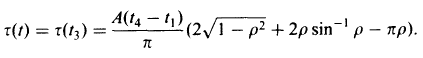 τ(t) = τ(t₃) = A(t₄ − t₁)/π (2√(1 − ρ²) + 2ρ sin⁻¹ ρ − πρ).